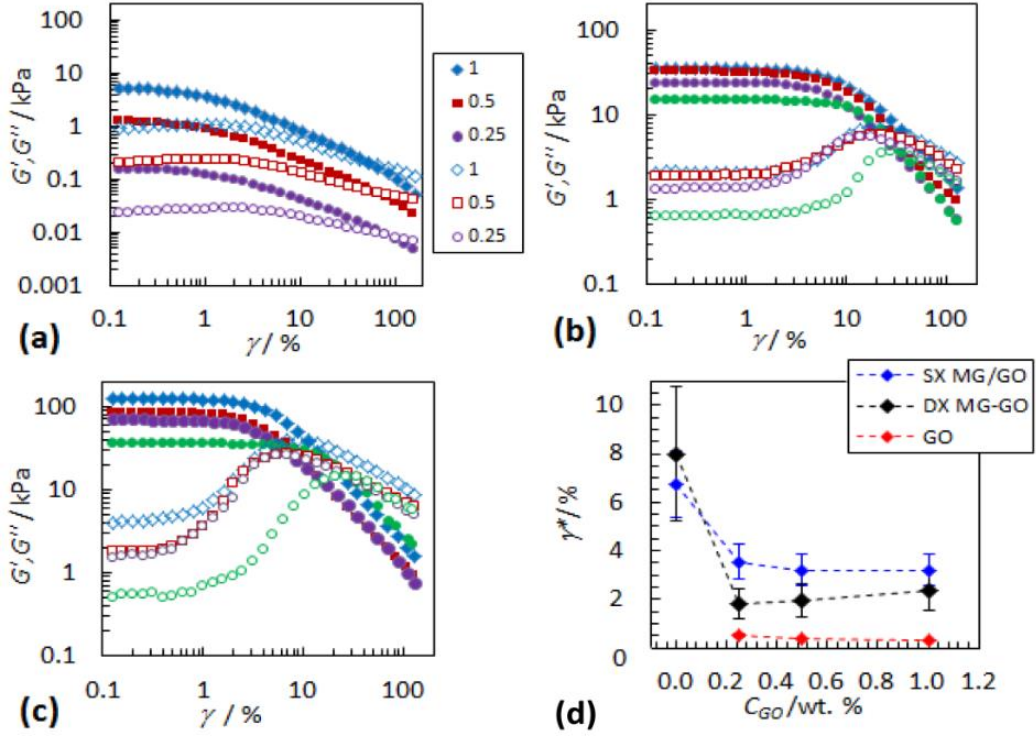 100
10
1
0.1
0.01
0.001
G′,G′′ / kPa
0.1 1 10 100
γ / %
(a)
1
0.5
0.25
1
0.5
0.25
100
10
1
0.1
G′,G′′ / kPa
0.1 1 10 100
γ / %
(b)
100
10
1
0.1
G′,G′′ / kPa
0.1 1 10 100
γ / %
(c)
SX MG/GO
DX MG-GO
GO
10
8
6
4
2
0
γ*/ %
0.0 0.2 0.4 0.6 0.8 1.0 1.2
C_GO /wt. %
(d)